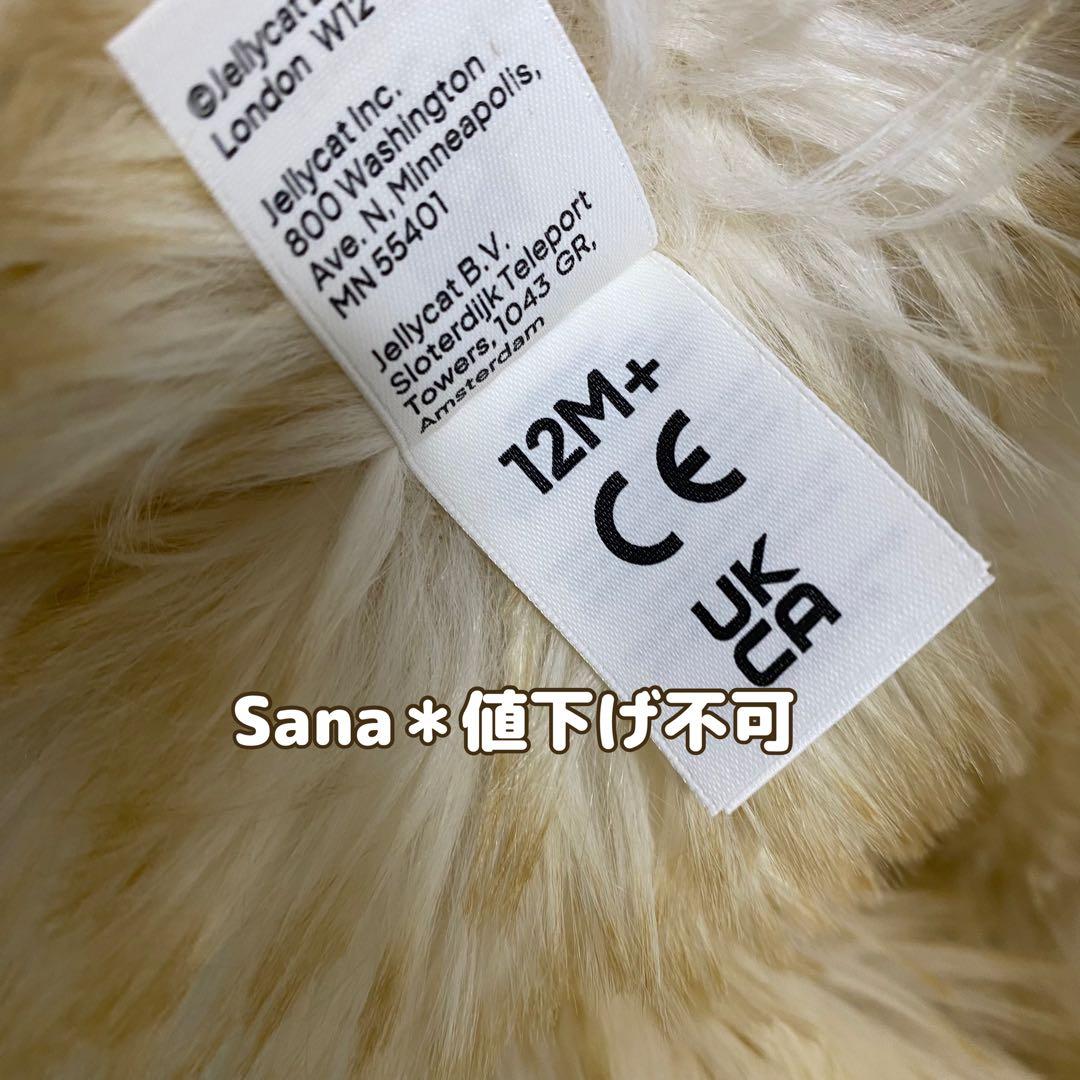 ©Jellycat
London W12
Jellycat Inc.
800 Washington
Ave. N, Minneapolis,
MN 55401
Jellycat B.V.
Sloterdijk Teleport
Towers, 1043 GR,
Amsterdam
12M+
CE
UK
CA
Sana＊値下げ不可